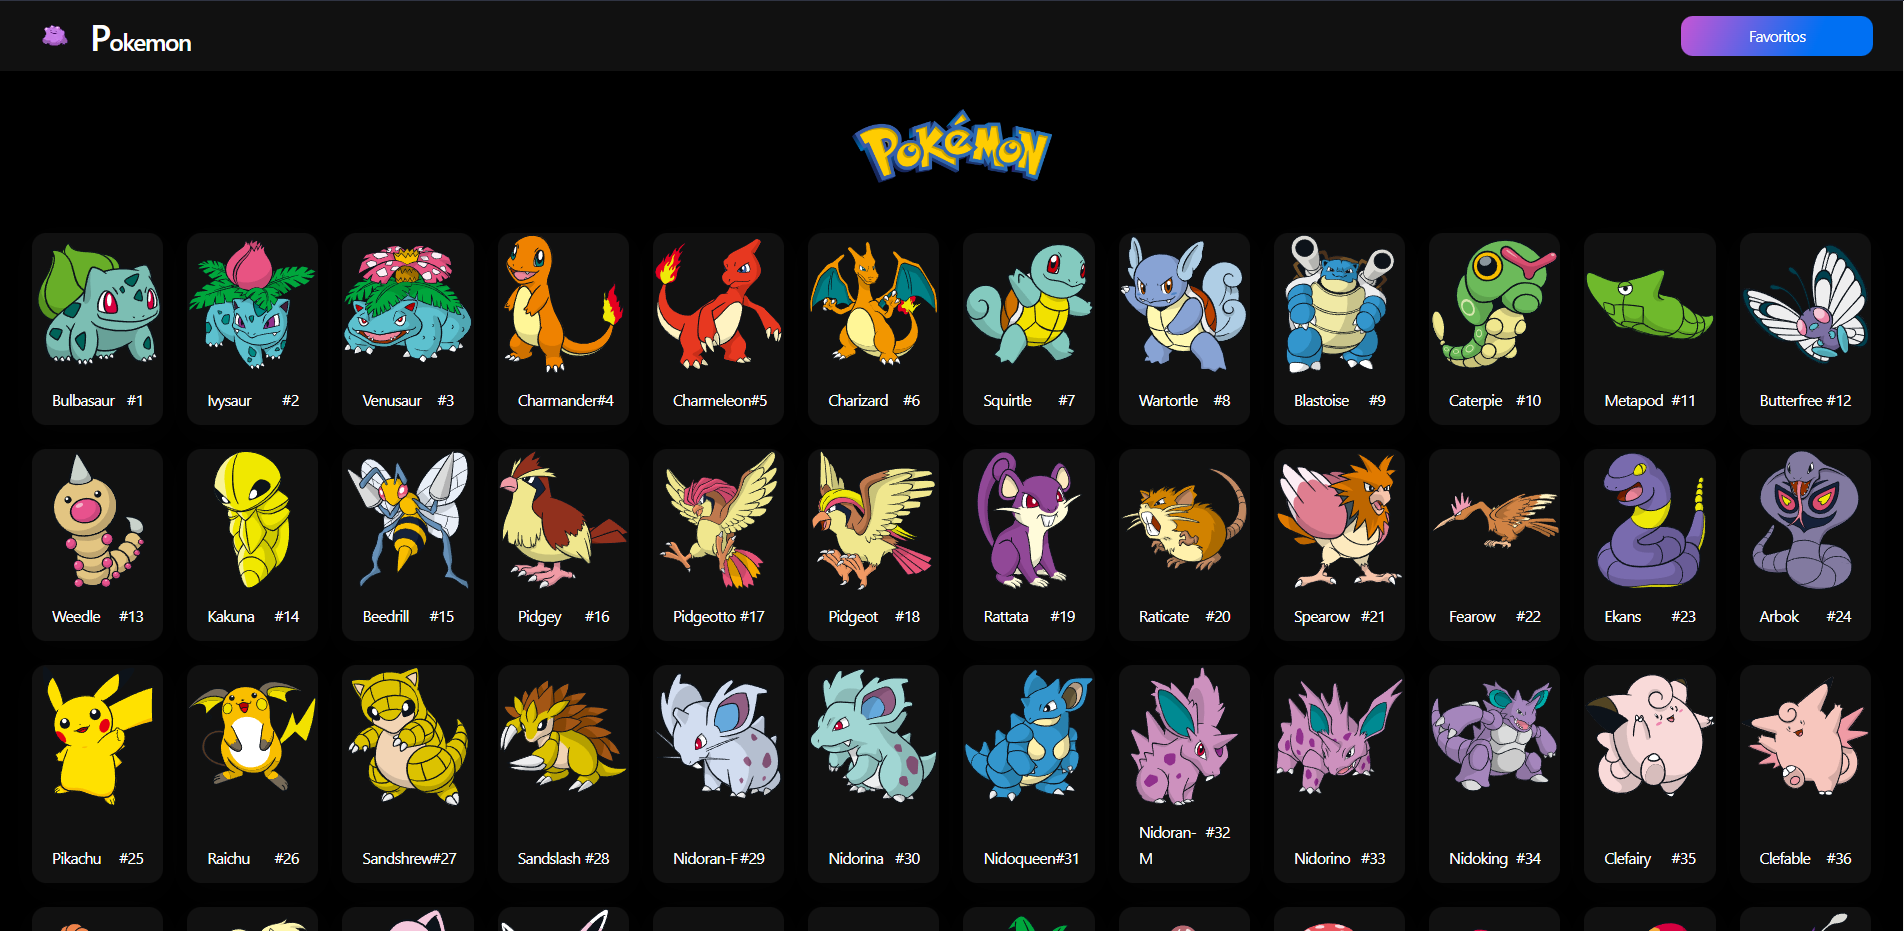 Pokemon
Favoritos
POKéMON
Bulbasaur #1
Ivysaur #2
Venusaur #3
Charmander#4
Charmeleon#5
Charizard #6
Squirtle #7
Wartortle #8
Blastoise #9
Caterpie #10
Metapod #11
Butterfree #12
Weedle #13
Kakuna #14
Beedrill #15
Pidgey #16
Pidgeotto #17
Pidgeot #18
Rattata #19
Raticate #20
Spearow #21
Fearow #22
Ekans #23
Arbok #24
Pikachu #25
Raichu #26
Sandshrew#27
Sandslash #28
Nidoran-F #29
Nidorina #30
Nidoqueen#31
Nidoran- #32
M
Nidorino #33
Nidoking #34
Clefairy #35
Clefable #36